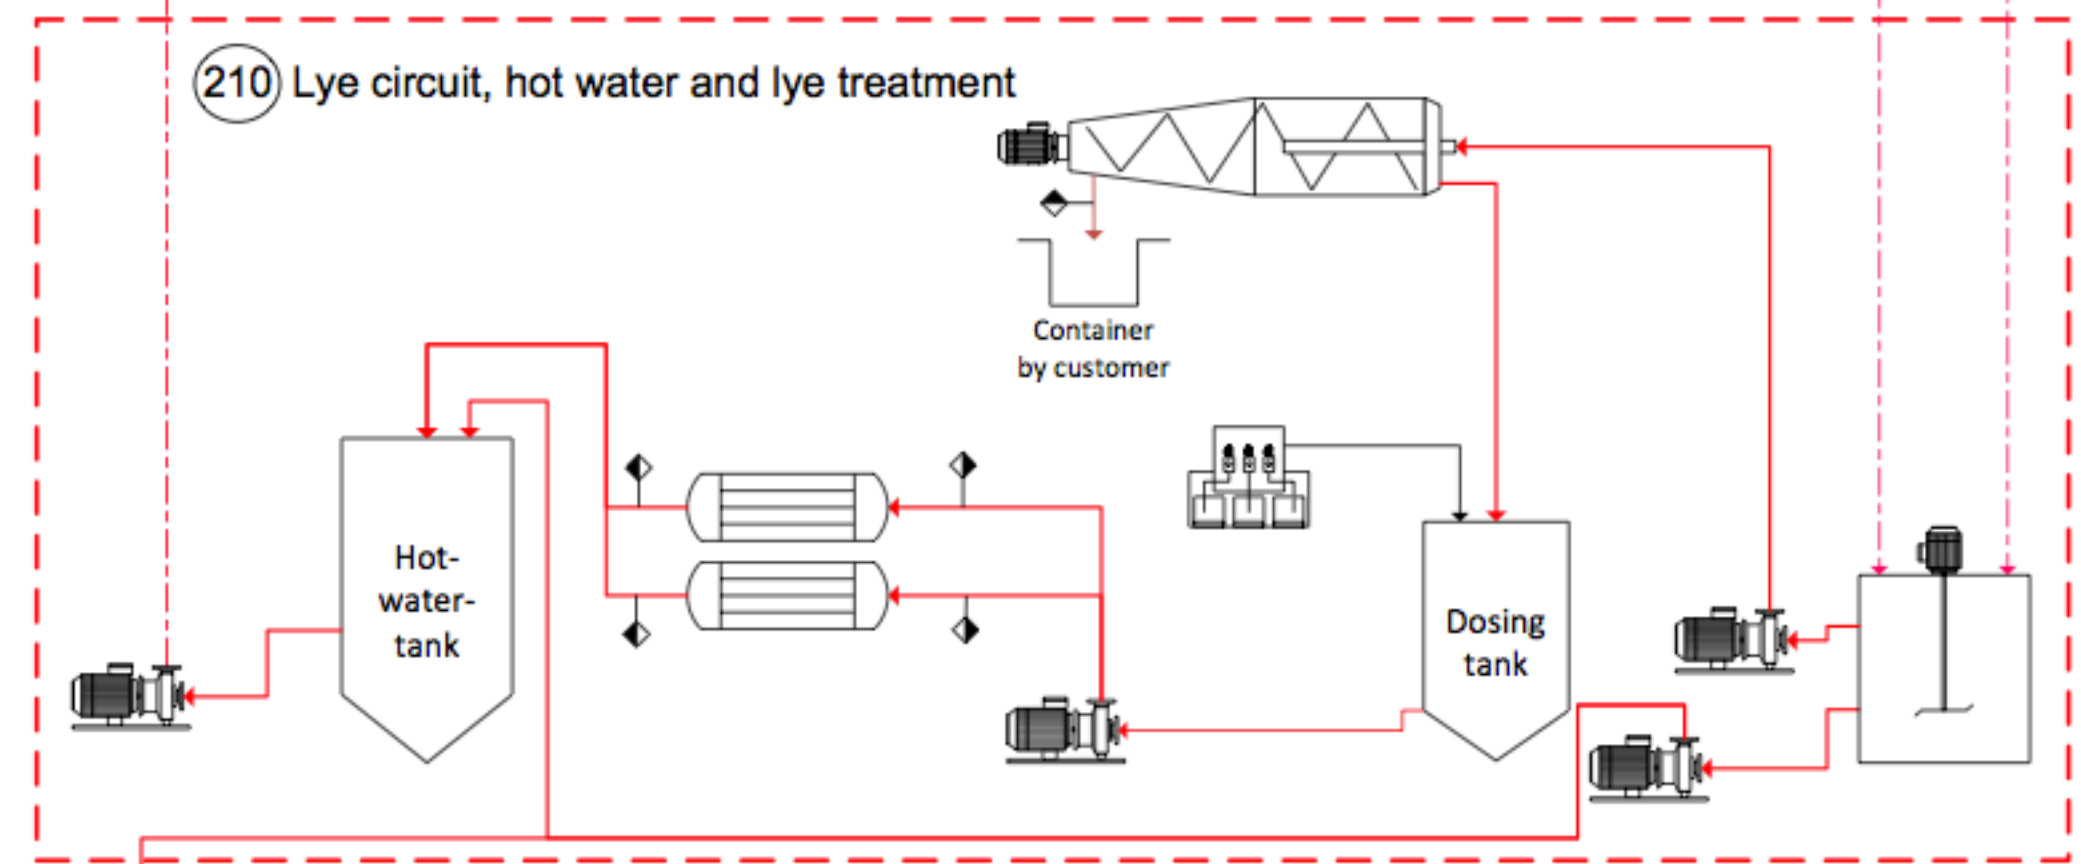 210 Lye circuit, hot water and lye treatment
Container
by customer
Hot-
water-
tank
Dosing
tank